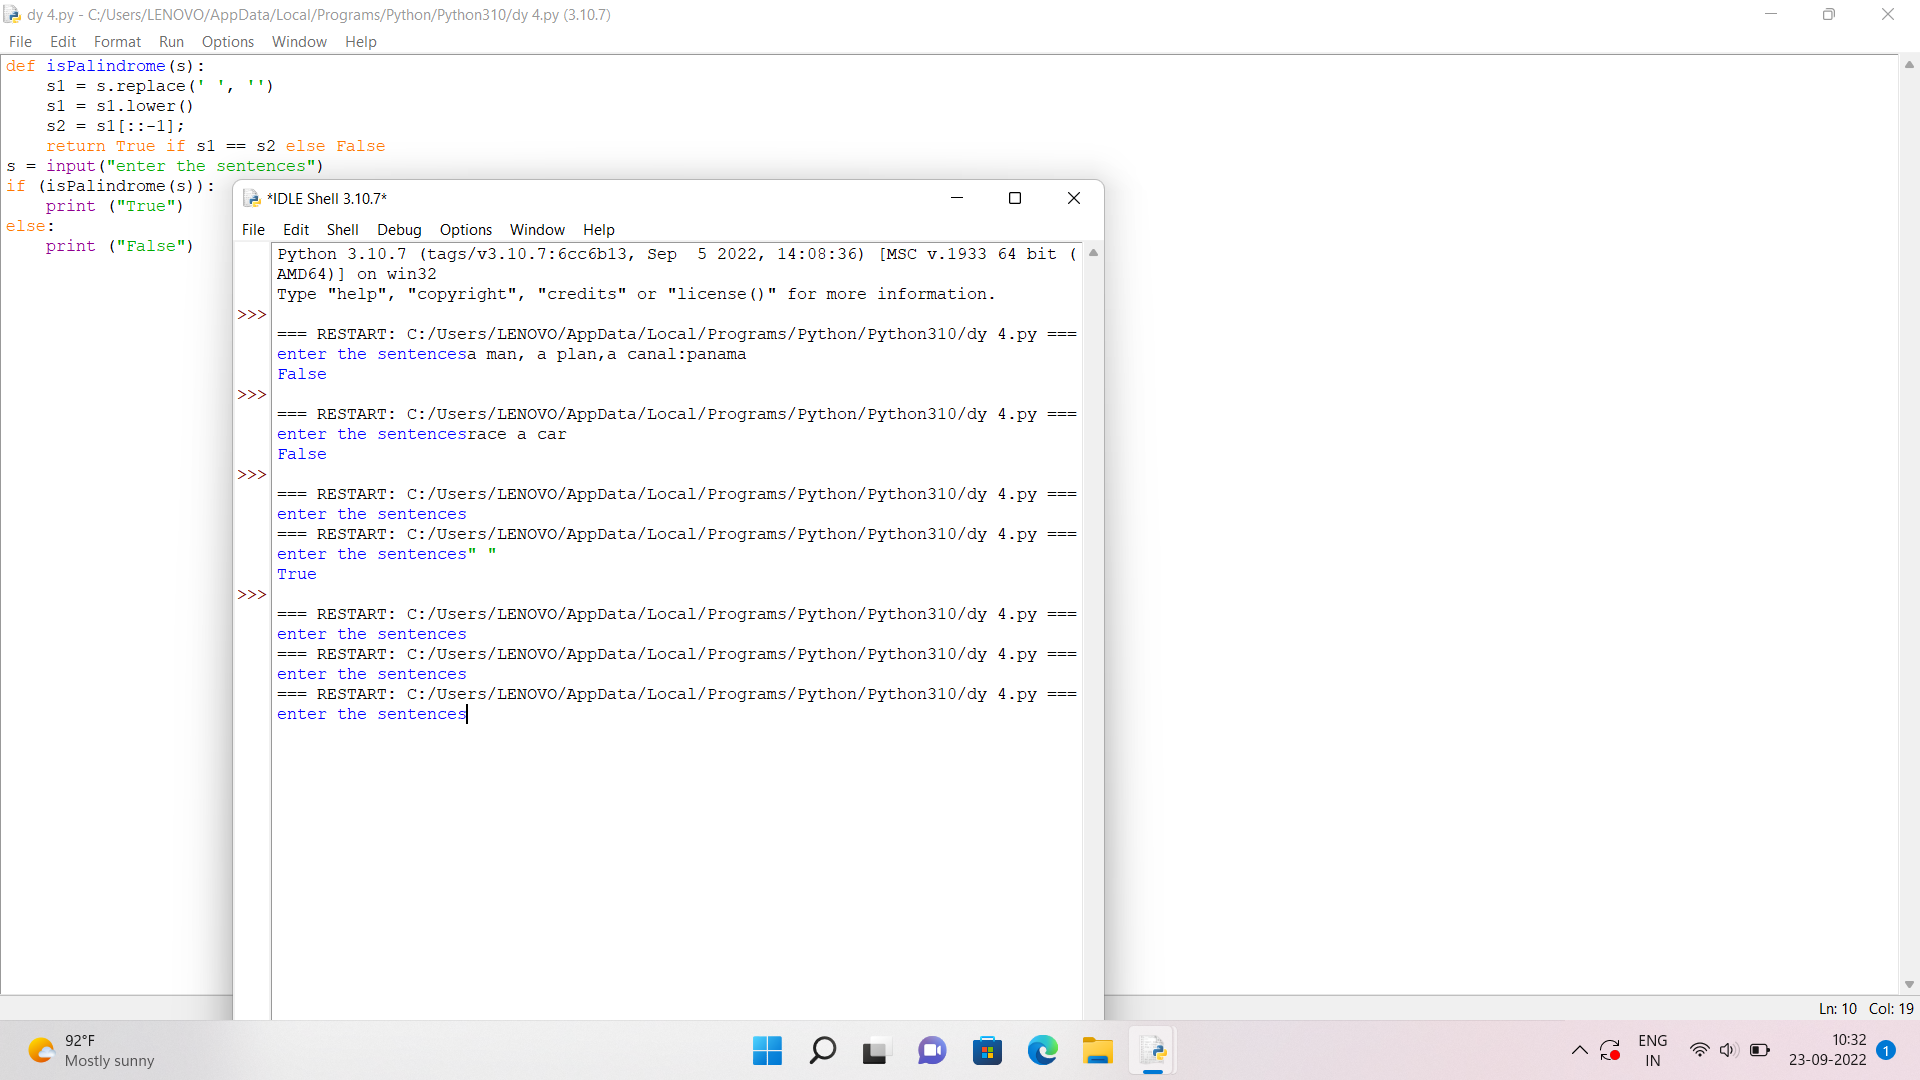 dy 4.py - C:/Users/LENOVO/AppData/Local/Programs/Python/Python310/dy 4.py (3.10.7)
File Edit Format Run Options Window Help
def isPalindrome(s):
    s1 = s.replace(' ', '')
    s1 = s1.lower()
    s2 = s1[::-1];
    return True if s1 == s2 else False
s = input("enter the sentences")
if (isPalindrome(s)):
    print ("True")
else:
    print ("False")
*IDLE Shell 3.10.7*
File Edit Shell Debug Options Window Help
Python 3.10.7 (tags/v3.10.7:6cc6b13, Sep  5 2022, 14:08:36) [MSC v.1933 64 bit (
AMD64)] on win32
Type "help", "copyright", "credits" or "license()" for more information.
>>>
=== RESTART: C:/Users/LENOVO/AppData/Local/Programs/Python/Python310/dy 4.py ===
enter the sentencesa man, a plan,a canal:panama
False
>>>
=== RESTART: C:/Users/LENOVO/AppData/Local/Programs/Python/Python310/dy 4.py ===
enter the sentencesrace a car
False
>>>
=== RESTART: C:/Users/LENOVO/AppData/Local/Programs/Python/Python310/dy 4.py ===
enter the sentences
=== RESTART: C:/Users/LENOVO/AppData/Local/Programs/Python/Python310/dy 4.py ===
enter the sentences" "
True
>>>
=== RESTART: C:/Users/LENOVO/AppData/Local/Programs/Python/Python310/dy 4.py ===
enter the sentences
=== RESTART: C:/Users/LENOVO/AppData/Local/Programs/Python/Python310/dy 4.py ===
enter the sentences
=== RESTART: C:/Users/LENOVO/AppData/Local/Programs/Python/Python310/dy 4.py ===
enter the sentences
Ln: 10 Col: 19
92°F
Mostly sunny
ENG
IN
10:32
23-09-2022
1